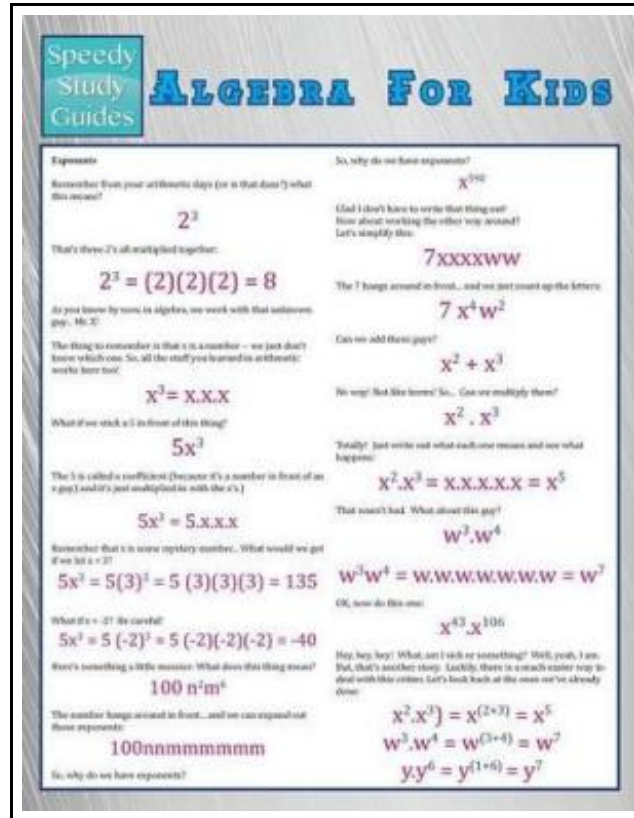 Speedy
Study
Guides
ALGEBRA FOR KIDS
Exponents
Remember from your arithmetic days (or is that daze?) what
this means?
2³
That's three 2's all multiplied together:
2³ = (2)(2)(2) = 8
As you know by now, in algebra, we work with that unknown
guy.. Mr. X!
The thing to remember is that x is a number -- we just don't
know which one. So, all the stuff you learned in arithmetic
works here too!
x³= x.x.x
What if we stick a 5 in front of this thing?
5x³
The 5 is called a coefficient (because it's a number in front of an
x guy) and it's just multiplied in with the x's.)
5x³ = 5.x.x.x
Remember that x is some mystery number... What would we get
if we let x = 3?
5x³ = 5(3)³ = 5 (3)(3)(3) = 135
What if x = -2? Be careful!
5x³ = 5 (-2)³ = 5 (-2)(-2)(-2) = -40
Here's something a little messier: What does this thing mean?
100 n²m⁶
The number hangs around in front... and we can expand out
those exponents:
100nnmmmmmm
So, why do we have exponents?
So, why do we have exponents?
x⁵⁹⁰
Glad I don't have to write that thing out!
How about working the other way around?
Let's simplify this:
7xxxxww
The 7 hangs around in front... and we just count up the letters:
7 x⁴w²
Can we add these guys?
x² + x³
No way! Not like terms! So... Can we multiply them?
x² . x³
Totally! Just write out what each one means and see what
happens:
x².x³ = x.x.x.x.x = x⁵
That wasn't bad. What about this guy?
w³.w⁴
w³w⁴ = w.w.w.w.w.w.w = w⁷
OK, now do this one:
x⁴³.x¹⁰⁶
Hey, hey, hey! What, am I sick or something? Well, yeah, I am.
But, that's another story. Luckily, there is a much easier way to
deal with this critter. Let's look back at the ones we've already
done:
x².x³) = x⁽²⁺³⁾ = x⁵
w³.w⁴ = w⁽³⁺⁴⁾ = w⁷
y.y⁶ = y⁽¹⁺⁶⁾ = y⁷